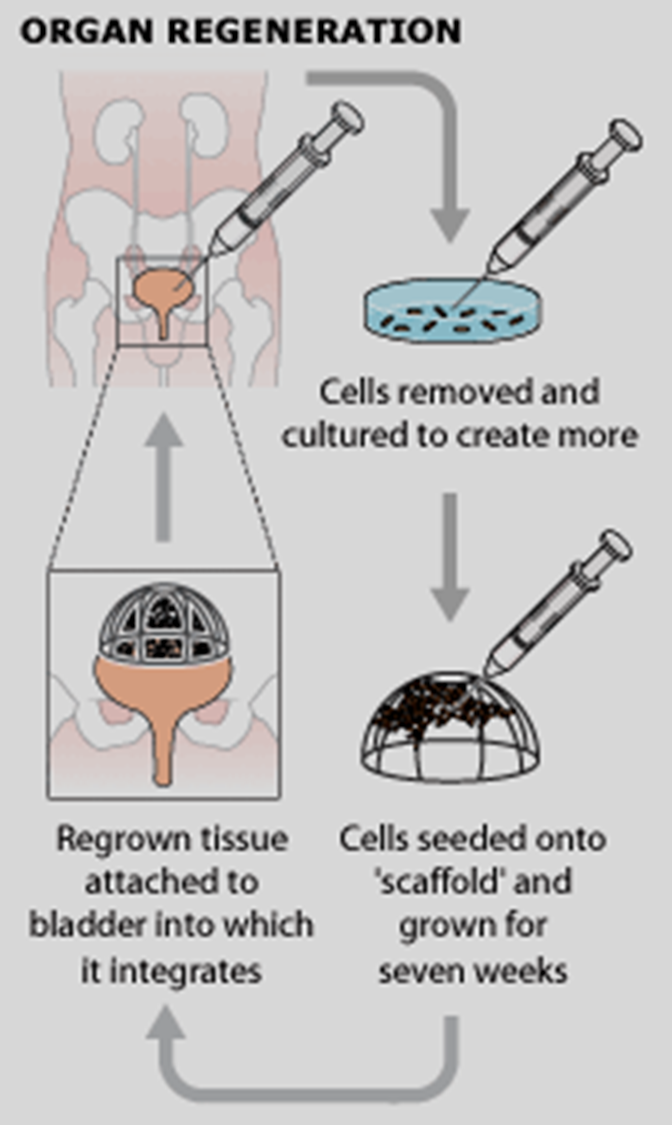 ORGAN REGENERATION
Cells removed and
cultured to create more
Cells seeded onto
'scaffold' and
grown for
seven weeks
Regrown tissue
attached to
bladder into which
it integrates